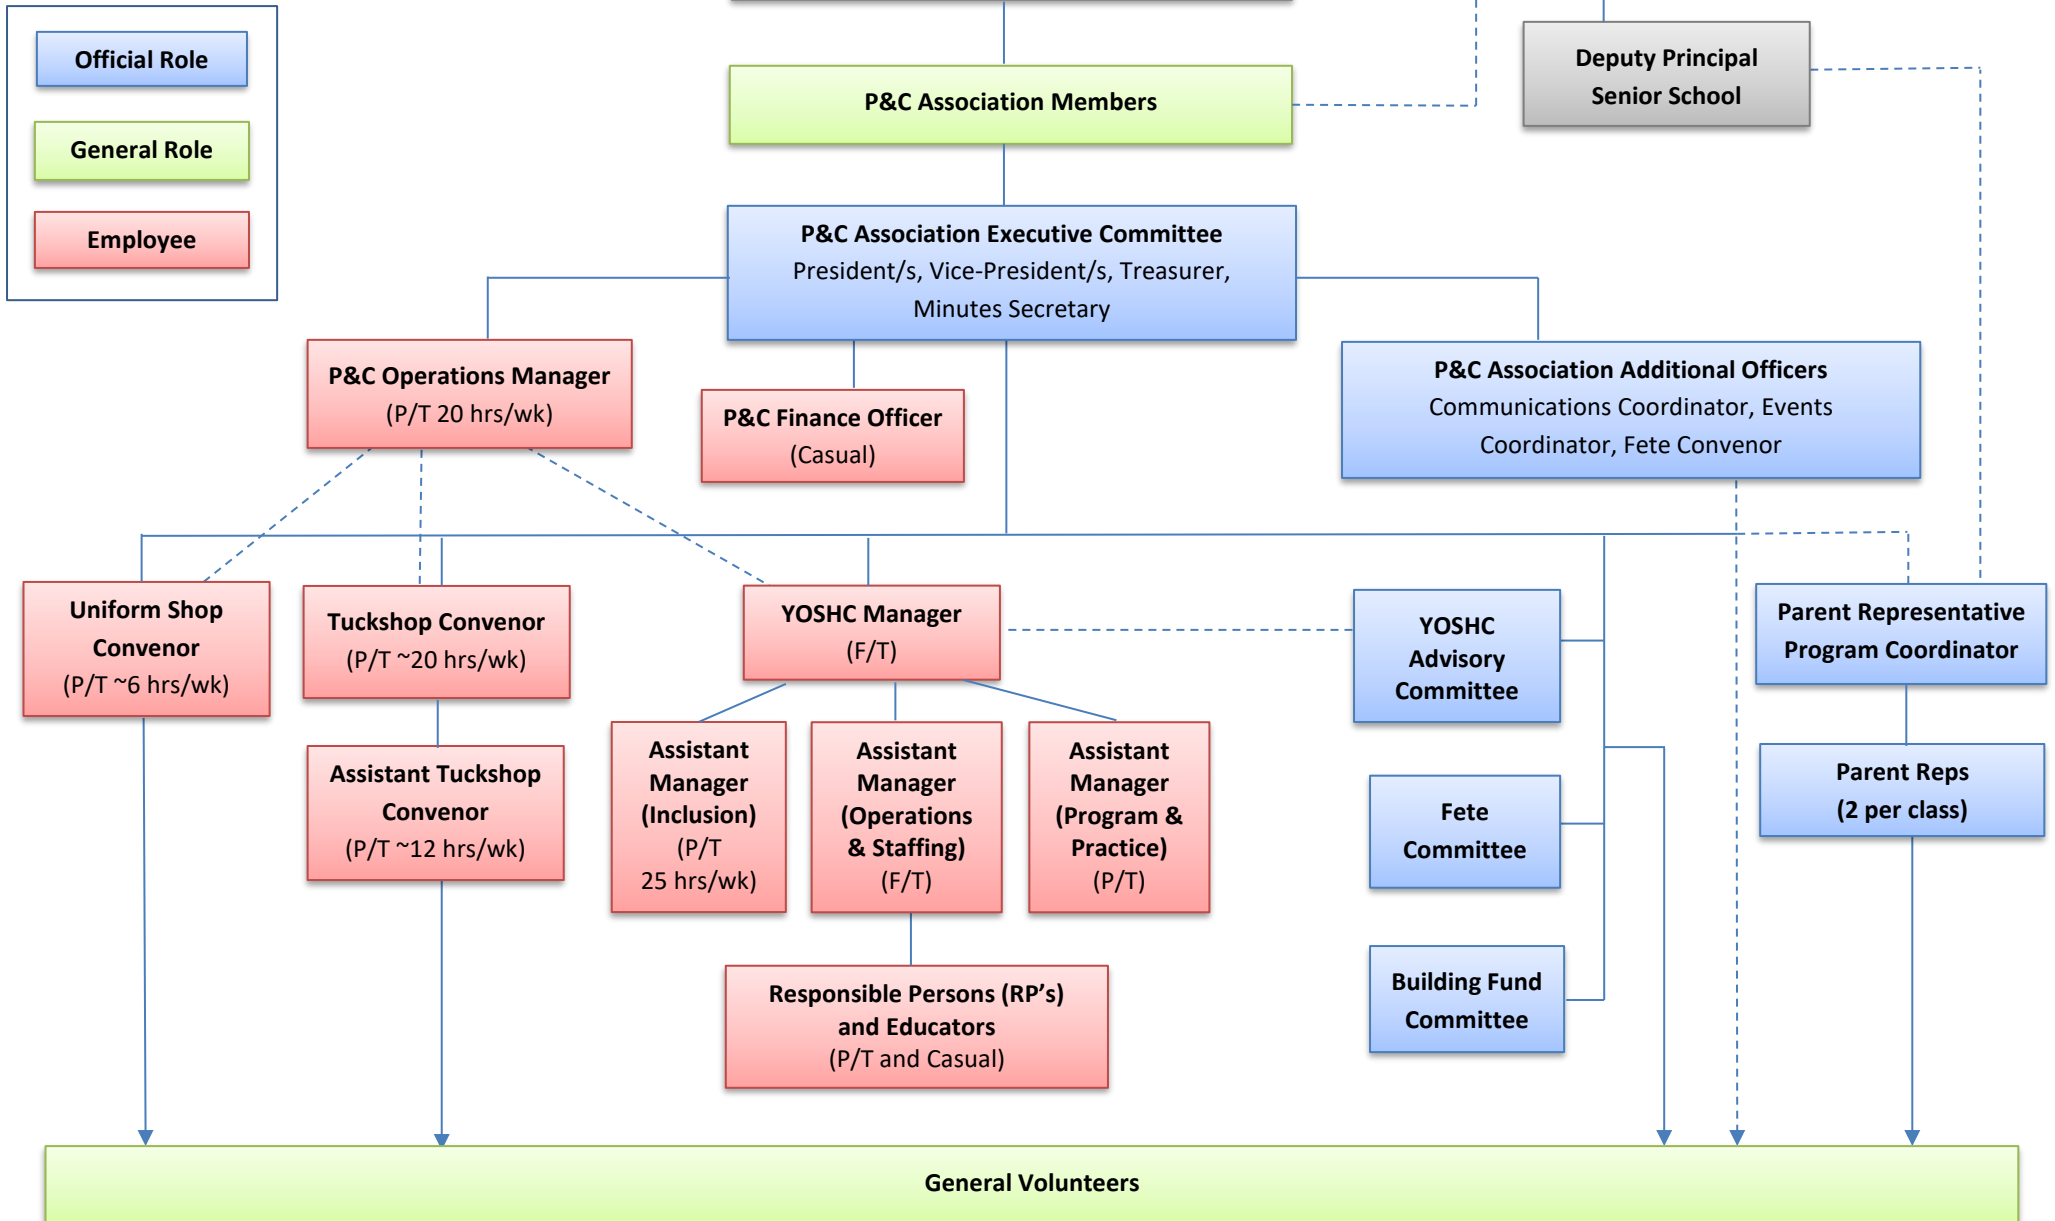 Official Role
General Role
Employee
Deputy Principal
Senior School
P&C Association Members
P&C Association Executive Committee
President/s, Vice-President/s, Treasurer,
Minutes Secretary
P&C Operations Manager
(P/T 20 hrs/wk)
P&C Finance Officer
(Casual)
P&C Association Additional Officers
Communications Coordinator, Events
Coordinator, Fete Convenor
Uniform Shop
Convenor
(P/T ~6 hrs/wk)
Tuckshop Convenor
(P/T ~20 hrs/wk)
YOSHC Manager
(F/T)
YOSHC
Advisory
Committee
Parent Representative
Program Coordinator
Assistant Tuckshop
Convenor
(P/T ~12 hrs/wk)
Assistant
Manager
(Inclusion)
(P/T
25 hrs/wk)
Assistant
Manager
(Operations
& Staffing)
(F/T)
Assistant
Manager
(Program &
Practice)
(P/T)
Fete
Committee
Parent Reps
(2 per class)
Responsible Persons (RP’s)
and Educators
(P/T and Casual)
Building Fund
Committee
General Volunteers